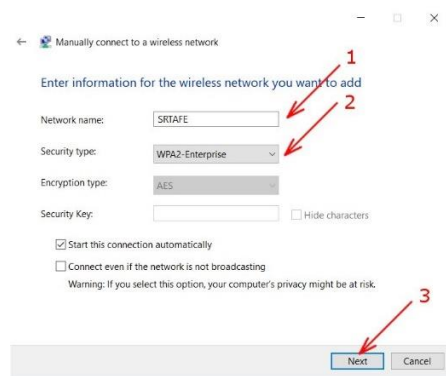 Manually connect to a wireless network
1
Enter information for the wireless network you want to add
2
Network name: SRTAFE
Security type: WPA2-Enterprise
Encryption type: AES
Security Key: Hide characters
Start this connection automatically
Connect even if the network is not broadcasting
Warning: If you select this option, your computer's privacy might be at risk.
3
Next Cancel